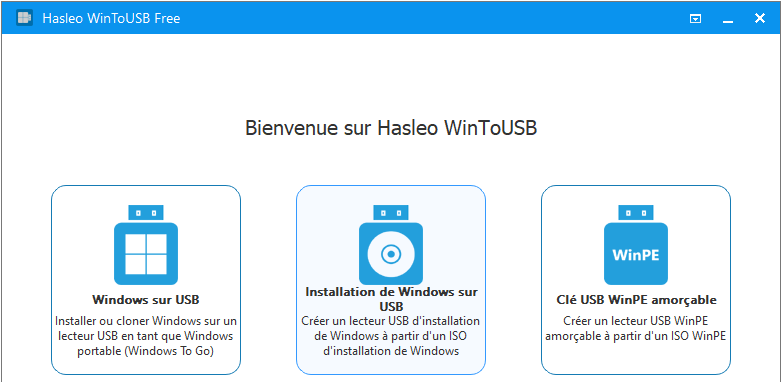 Hasleo WinToUSB Free
Bienvenue sur Hasleo WinToUSB
WinPE
Windows sur USB
Installer ou cloner Windows sur un
lecteur USB en tant que Windows
portable (Windows To Go)
Installation de Windows sur
USB
Créer un lecteur USB d'installation
de Windows à partir d'un ISO
d'installation de Windows
Clé USB WinPE amorçable
Créer un lecteur USB WinPE
amorçable à partir d'un ISO WinPE